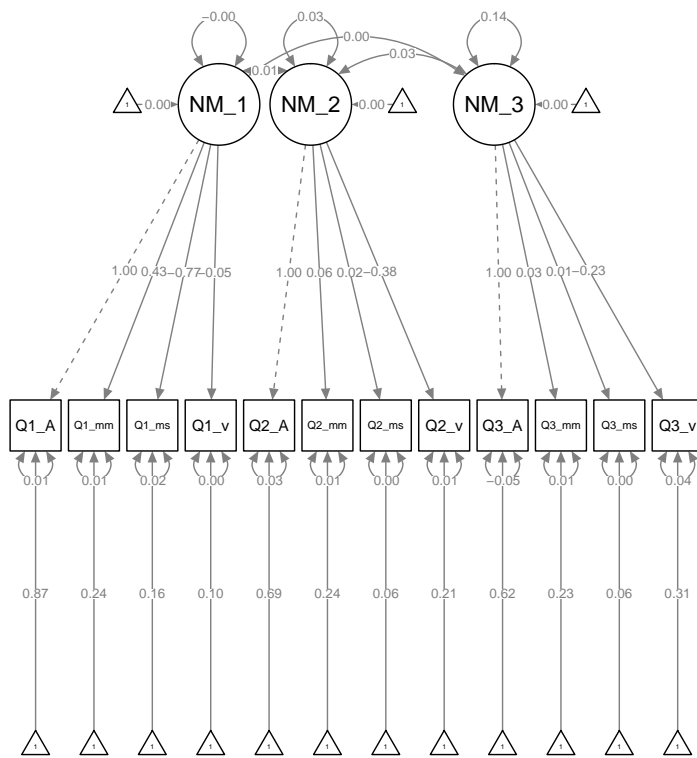 −0.00 0.03 0.14
0.00
0.03
0.01
1 0.00 NM_1 NM_2 0.00 1 NM_3 0.00 1
1.00 0.43 −0.77 −0.05 1.00 0.06 0.02 −0.38 1.00 0.03 0.01 −0.23
Q1_A Q1_mm Q1_ms Q1_v Q2_A Q2_mm Q2_ms Q2_v Q3_A Q3_mm Q3_ms Q3_v
0.01 0.01 0.02 0.00 0.03 0.01 0.00 0.01 −0.05 0.01 0.00 0.04
0.87 0.24 0.16 0.10 0.69 0.24 0.06 0.21 0.62 0.23 0.06 0.31
1 1 1 1 1 1 1 1 1 1 1 1